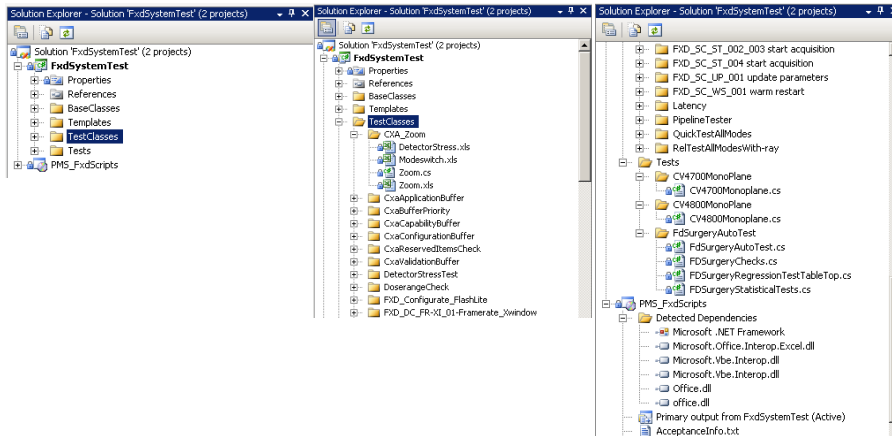 Solution Explorer - Solution 'FxdSystemTest' (2 projects)
Solution 'FxdSystemTest' (2 projects)
FxdSystemTest
Properties
References
BaseClasses
Templates
TestClasses
Tests
PMS_FxdScripts
Solution Explorer - Solution 'FxdSystemTest' (2 projects)
Solution 'FxdSystemTest' (2 projects)
FxdSystemTest
Properties
References
BaseClasses
Templates
TestClasses
CXA_Zoom
DetectorStress.xls
Modeswitch.xls
Zoom.cs
Zoom.xls
CxaApplicationBuffer
CxaBufferPriority
CxaCapabilityBuffer
CxaConfigurationBuffer
CxaReservedItemsCheck
CxaValidationBuffer
DetectorStressTest
DoserangeCheck
FXD_Configurate_FlashLite
FXD_DC_FR-XI_01-Framerate_Xwindow
Solution Explorer - Solution 'FxdSystemTest' (2 projects)
FXD_SC_ST_002_003 start acquisition
FXD_SC_ST_004 start acquisition
FXD_SC_UP_001 update parameters
FXD_SC_WS_001 warm restart
Latency
PipelineTester
QuickTestAllModes
RelTestAllModesWith-ray
Tests
CV4700MonoPlane
CV4700Monoplane.cs
CV4800MonoPlane
CV4800Monoplane.cs
FdSurgeryAutoTest
FdSurgeryAutoTest.cs
FDSurgeryChecks.cs
FDSurgeryRegressionTestTableTop.cs
FDSurgeryStatisticalTests.cs
PMS_FxdScripts
Detected Dependencies
Microsoft .NET Framework
Microsoft.Office.Interop.Excel.dll
Microsoft.Vbe.Interop.dll
Microsoft.Vbe.Interop.dll
Office.dll
office.dll
Primary output from FxdSystemTest (Active)
AcceptanceInfo.txt